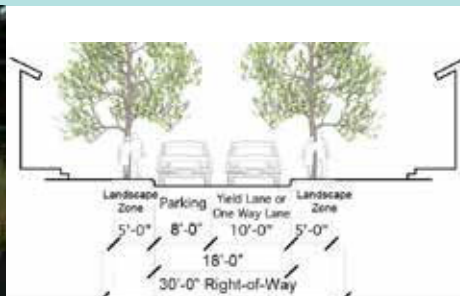 Landscape Zone
Parking
Yield Lane or One Way Lane
Landscape Zone
5'-0" 8'-0" 10'-0" 5'-0"
18'-0"
30'-0" Right-of-Way